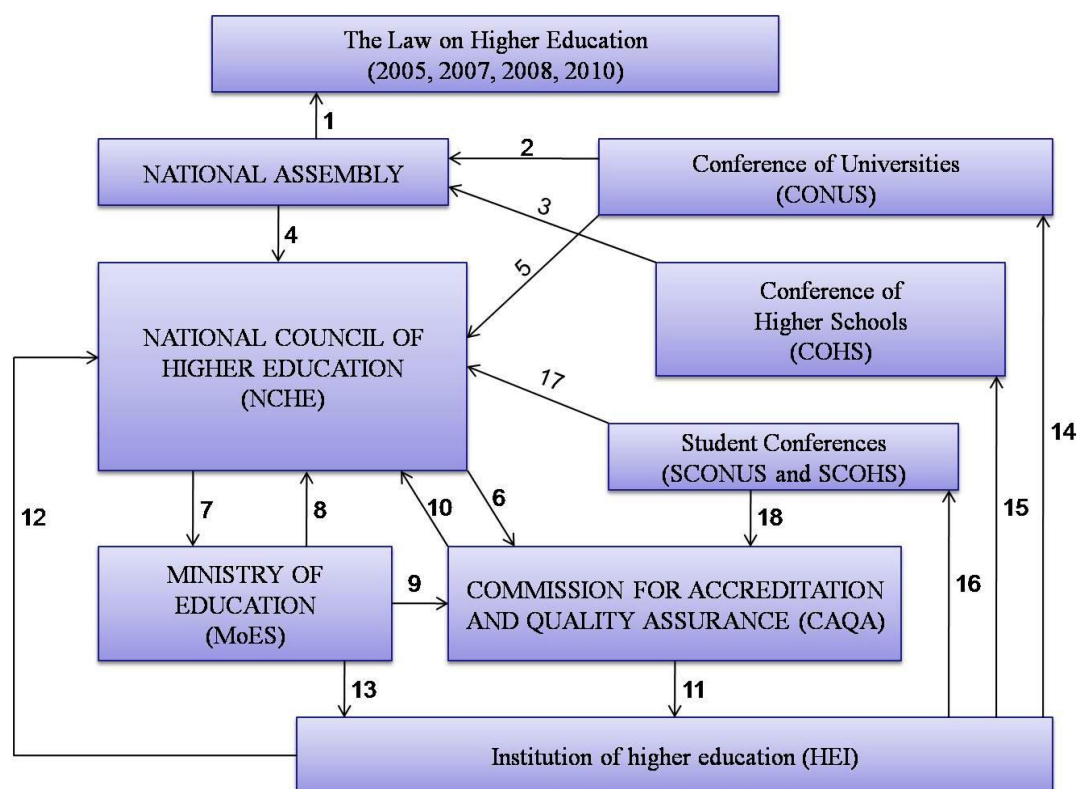 The Law on Higher Education
(2005, 2007, 2008, 2010)
1
NATIONAL ASSEMBLY
2
Conference of Universities
(CONUS)
3
4
5
NATIONAL COUNCIL OF
HIGHER EDUCATION
(NCHE)
Conference of
Higher Schools
(COHS)
17
Student Conferences
(SCONUS and SCOHS)
14
12
7
8
10
6
18
15
16
MINISTRY OF
EDUCATION
(MoES)
9
COMMISSION FOR ACCREDITATION
AND QUALITY ASSURANCE (CAQA)
13
11
Institution of higher education (HEI)